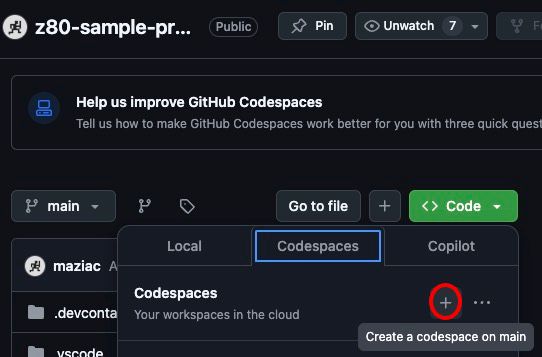 z80-sample-pr... Public Pin Unwatch 7
Help us improve GitHub Codespaces
Tell us how to make GitHub Codespaces work better for you with three quick
main Go to file Code
Local Codespaces Copilot
maziac
Codespaces
.devconta
Your workspaces in the cloud
Create a codespace on main
.vscode